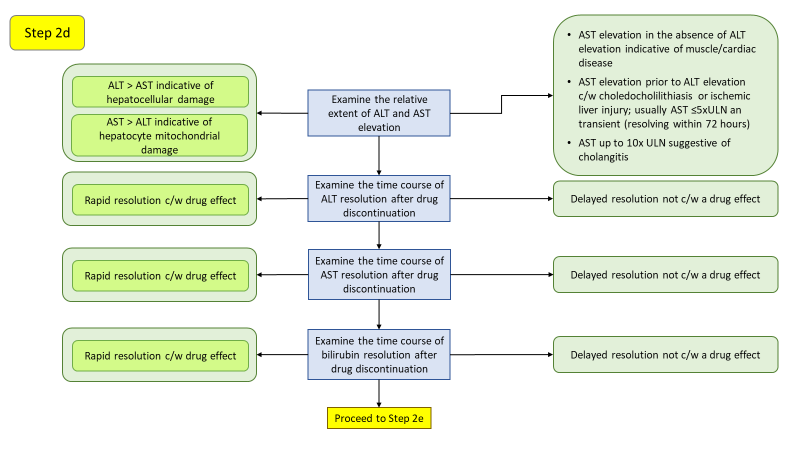 Step 2d
ALT > AST indicative of
hepatocellular damage
AST > ALT indicative of
hepatocyte mitochondrial
damage
Examine the relative
extent of ALT and AST
elevation
• AST elevation in the absence of ALT
elevation indicative of muscle/cardiac
disease
• AST elevation prior to ALT elevation
c/w choledocholilithiasis or ischemic
liver injury; usually AST ≤5xULN an
transient (resolving within 72 hours)
• AST up to 10x ULN suggestive of
cholangitis
Rapid resolution c/w drug effect
Examine the time course of
ALT resolution after drug
discontinuation
Delayed resolution not c/w a drug effect
Rapid resolution c/w drug effect
Examine the time course of
AST resolution after drug
discontinuation
Delayed resolution not c/w a drug effect
Rapid resolution c/w drug effect
Examine the time course of
bilirubin resolution after
drug discontinuation
Delayed resolution not c/w a drug effect
Proceed to Step 2e